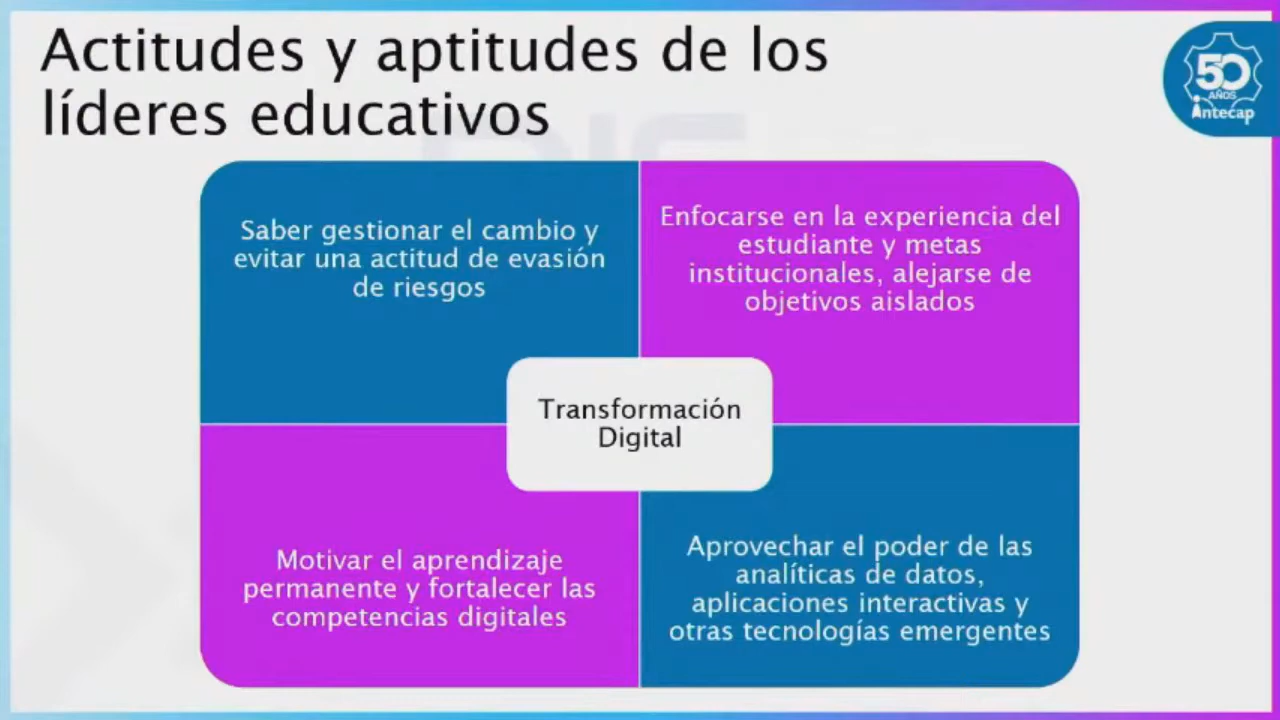 Actitudes y aptitudes de los
líderes educativos
50
AÑOS
intecap
Saber gestionar el cambio y
evitar una actitud de evasión
de riesgos
Enfocarse en la experiencia del
estudiante y metas
institucionales, alejarse de
objetivos aislados
Transformación
Digital
Motivar el aprendizaje
permanente y fortalecer las
competencias digitales
Aprovechar el poder de las
analíticas de datos,
aplicaciones interactivas y
otras tecnologías emergentes